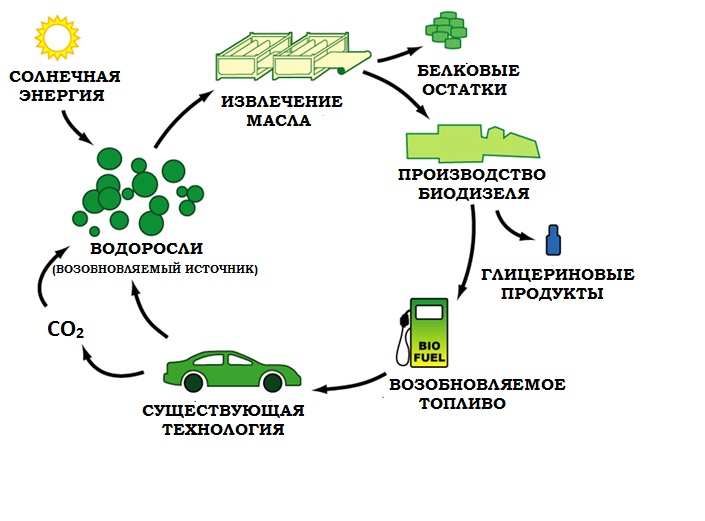 СОЛНЕЧНАЯ
ЭНЕРГИЯ
ИЗВЛЕЧЕНИЕ
МАСЛА
БЕЛКОВЫЕ
ОСТАТКИ
ПРОИЗВОДСТВО
БИОДИЗЕЛЯ
ВОДОРОСЛИ
(ВОЗОБНОВЛЯЕМЫЙ ИСТОЧНИК)
ГЛИЦЕРИНОВЫЕ
ПРОДУКТЫ
CO₂
BIO
FUEL
ВОЗОБНОВЛЯЕМОЕ
ТОПЛИВО
СУЩЕСТВУЮЩАЯ
ТЕХНОЛОГИЯ